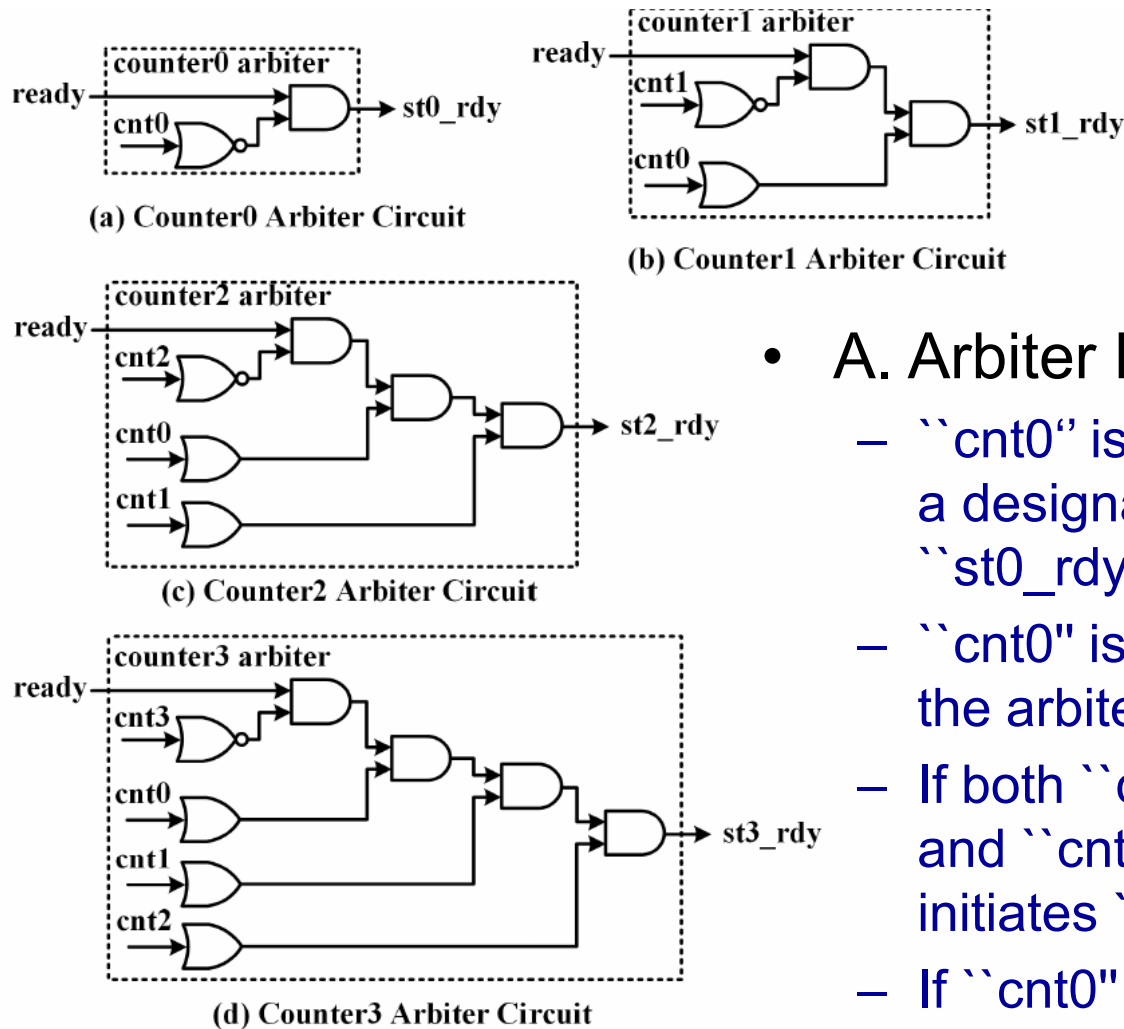 counter0 arbiter
ready
cnt0
st0_rdy
(a) Counter0 Arbiter Circuit
counter1 arbiter
ready
cnt1
cnt0
st1_rdy
(b) Counter1 Arbiter Circuit
counter2 arbiter
ready
cnt2
cnt0
cnt1
st2_rdy
(c) Counter2 Arbiter Circuit
counter3 arbiter
ready
cnt3
cnt0
cnt1
cnt2
st3_rdy
(d) Counter3 Arbiter Circuit
• A. Arbiter
– ``cnt0‘’ is
a design
``st0_rdy
– ``cnt0" is
the arbite
– If both ``
and ``cnt
initiates `
– If ``cnt0"